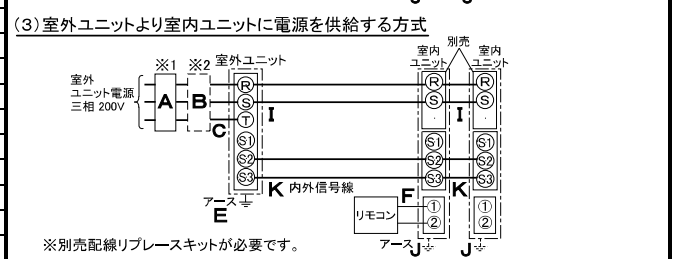 (3)室外ユニットより室内ユニットに電源を供給する方式
※1 ※2 室外ユニット
別売
室内ユニット
室内ユニット
室外
ユニット電源
三相 200V
A
B
C
R
S
T
S1
S2
S3
I
R
S
S1
S2
S3
①
②
I
R
S
S1
S2
S3
①
②
K 内外信号線
K
F
リモコン
アース
E
アース J
J
※別売配線リプレースキットが必要です。